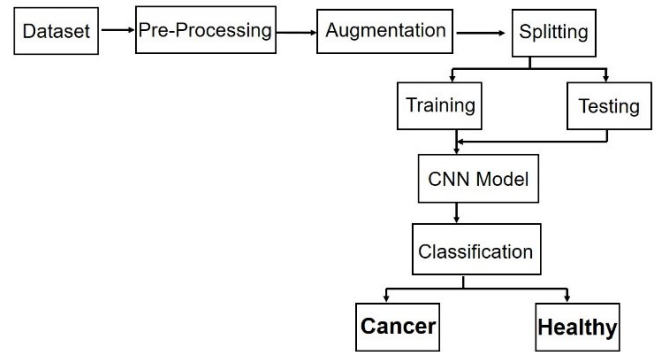 Dataset
Pre-Processing
Augmentation
Splitting
Training
Testing
CNN Model
Classification
Cancer
Healthy